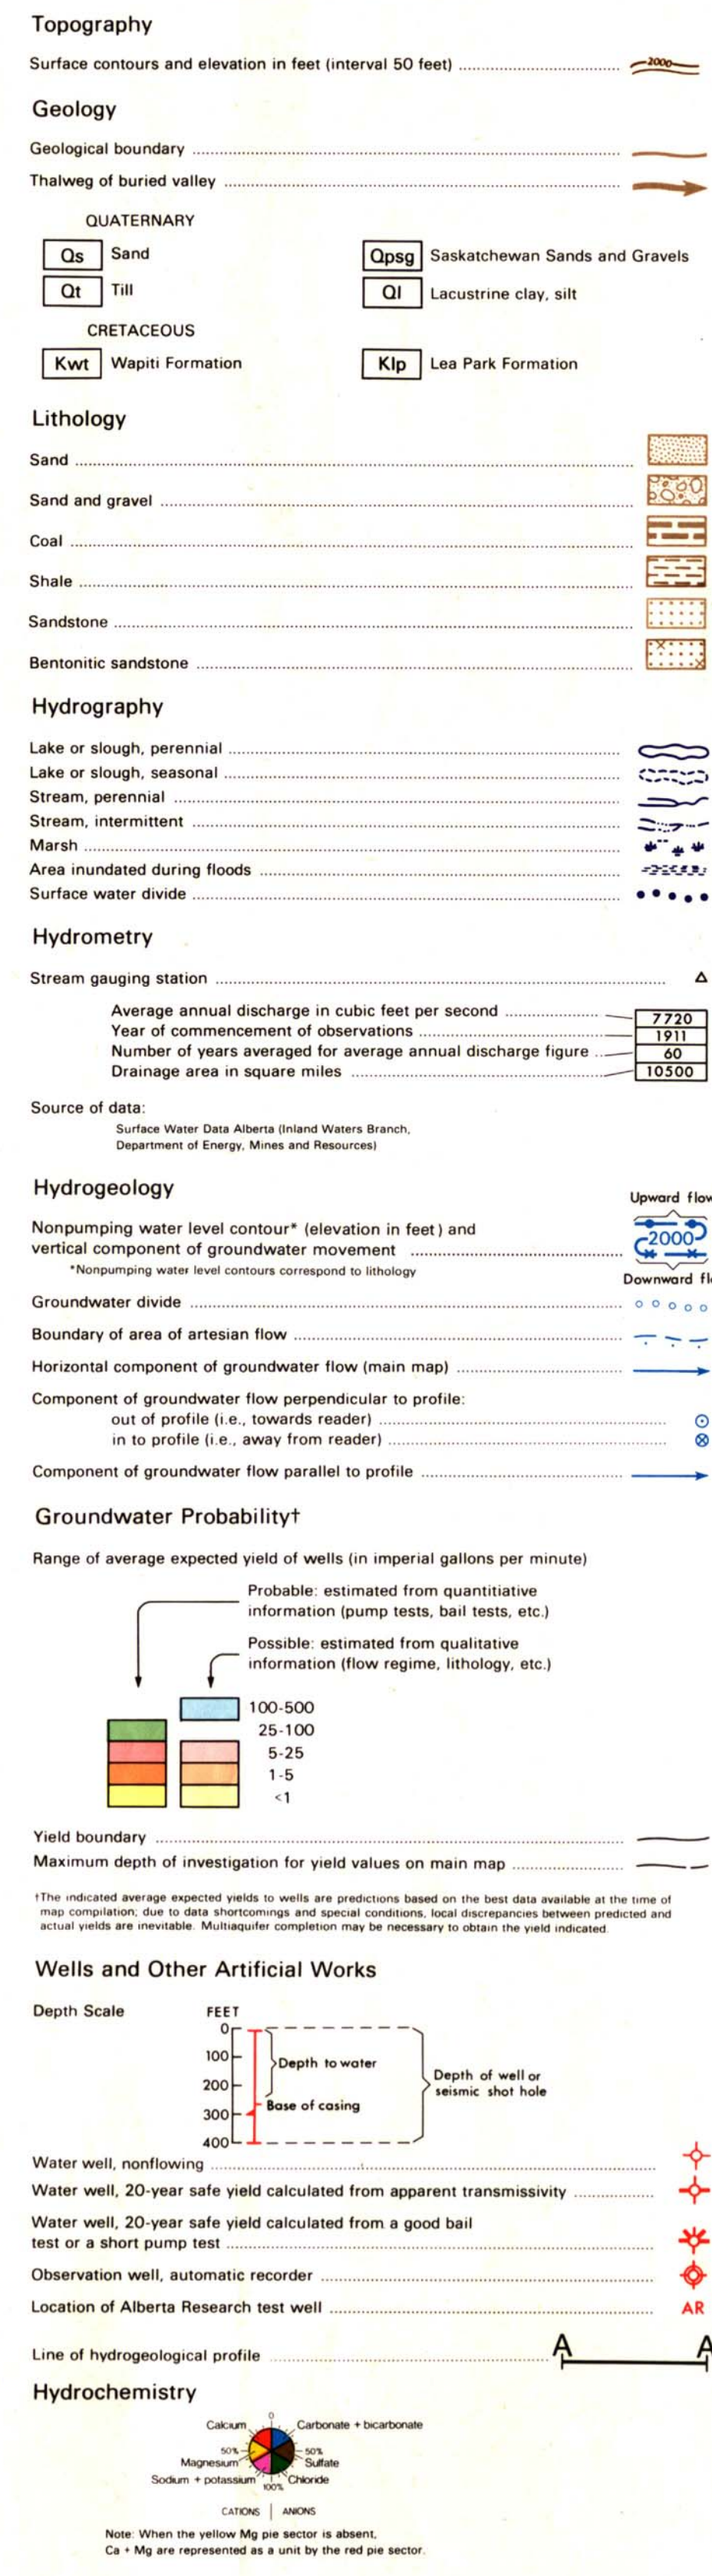 Topography
Surface contours and elevation in feet (interval 50 feet)
2000
Geology
Geological boundary
Thalweg of buried valley
QUATERNARY
Qs Sand
Qpsg Saskatchewan Sands and Gravels
Qt Till
Ql Lacustrine clay, silt
CRETACEOUS
Kwt Wapiti Formation
Klp Lea Park Formation
Lithology
Sand
Sand and gravel
Coal
Shale
Sandstone
Bentonitic sandstone
Hydrography
Lake or slough, perennial
Lake or slough, seasonal
Stream, perennial
Stream, intermittent
Marsh
Area inundated during floods
Surface water divide
Hydrometry
Stream gauging station
Average annual discharge in cubic feet per second 7720
Year of commencement of observations 1911
Number of years averaged for average annual discharge figure 60
Drainage area in square miles 10500
Source of data:
Surface Water Data Alberta (Inland Waters Branch,
Department of Energy, Mines and Resources)
Hydrogeology
Upward flow
Nonpumping water level contour* (elevation in feet) and
vertical component of groundwater movement
2000
*Nonpumping water level contours correspond to lithology
Downward fl
Groundwater divide
Boundary of area of artesian flow
Horizontal component of groundwater flow (main map)
Component of groundwater flow perpendicular to profile:
out of profile (i.e., towards reader)
in to profile (i.e., away from reader)
Component of groundwater flow parallel to profile
Groundwater Probability†
Range of average expected yield of wells (in imperial gallons per minute)
Probable: estimated from quantitiative
information (pump tests, bail tests, etc.)
Possible: estimated from qualitative
information (flow regime, lithology, etc.)
100-500
25-100
5-25
1-5
<1
Yield boundary
Maximum depth of investigation for yield values on main map
†The indicated average expected yields to wells are predictions based on the best data available at the time of
map compilation; due to data shortcomings and special conditions, local discrepancies between predicted and
actual yields are inevitable. Multiaquifer completion may be necessary to obtain the yield indicated.
Wells and Other Artificial Works
Depth Scale
FEET
0
100
200
300
400
Depth to water
Base of casing
Depth of well or
seismic shot hole
Water well, nonflowing
Water well, 20-year safe yield calculated from apparent transmissivity
Water well, 20-year safe yield calculated from a good bail
test or a short pump test
Observation well, automatic recorder
Location of Alberta Research test well AR
Line of hydrogeological profile A A
Hydrochemistry
0
Calcium Carbonate + bicarbonate
50% 50%
Magnesium Sulfate
Sodium + potassium Chloride
100%
CATIONS ANIONS
Note: When the yellow Mg pie sector is absent,
Ca + Mg are represented as a unit by the red pie sector.